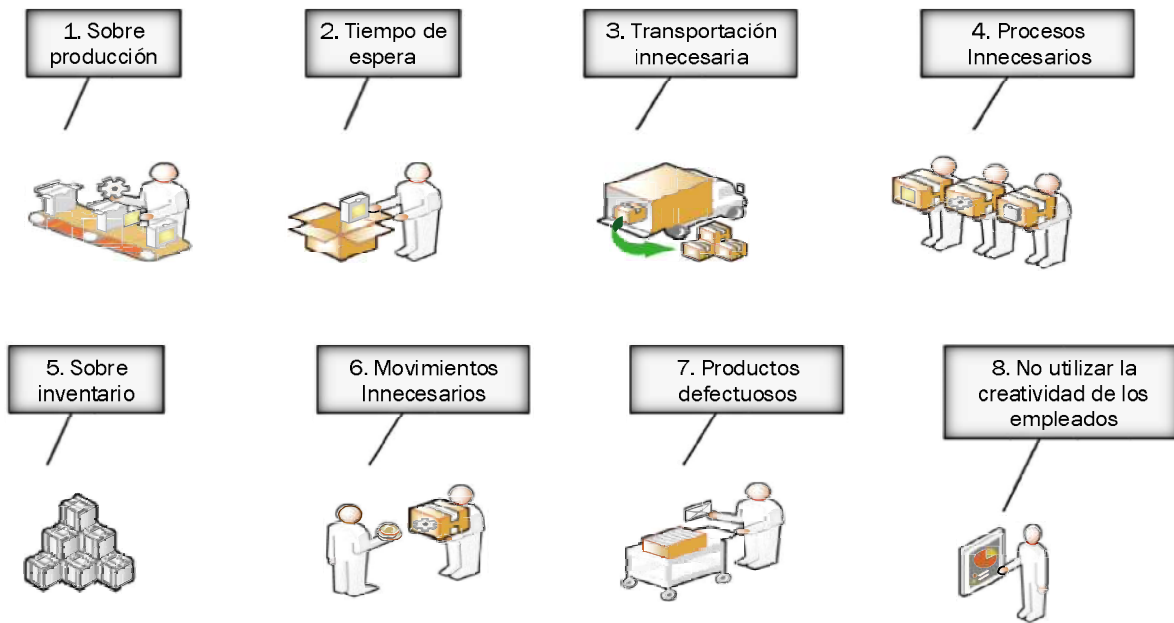 1. Sobre
producción
2. Tiempo de
espera
3. Transportación
innecesaria
4. Procesos
Innecesarios
5. Sobre
inventario
6. Movimientos
Innecesarios
7. Productos
defectuosos
8. No utilizar la
creatividad de los
empleados